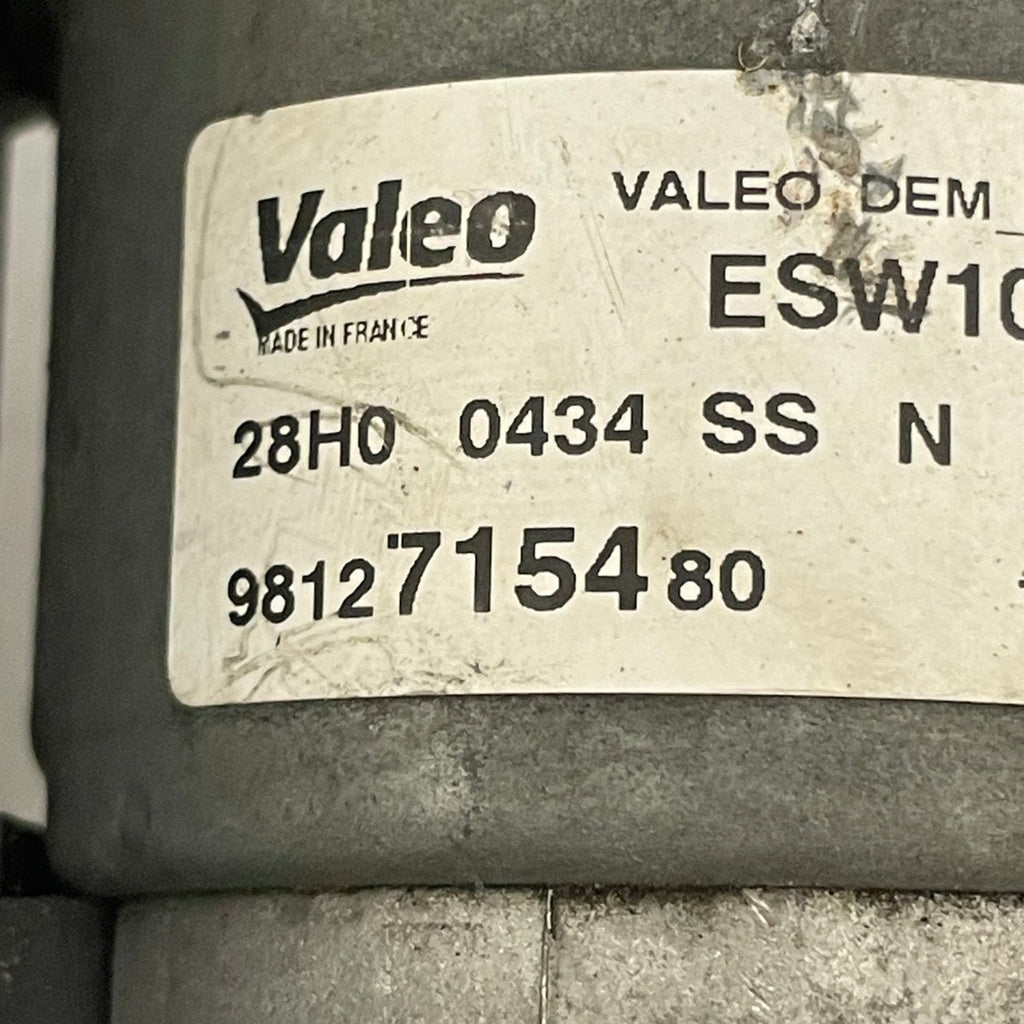 Valeo
MADE IN FRANCE
VALEO DEM
ESW10
28H0 0434 SS N
9812715480